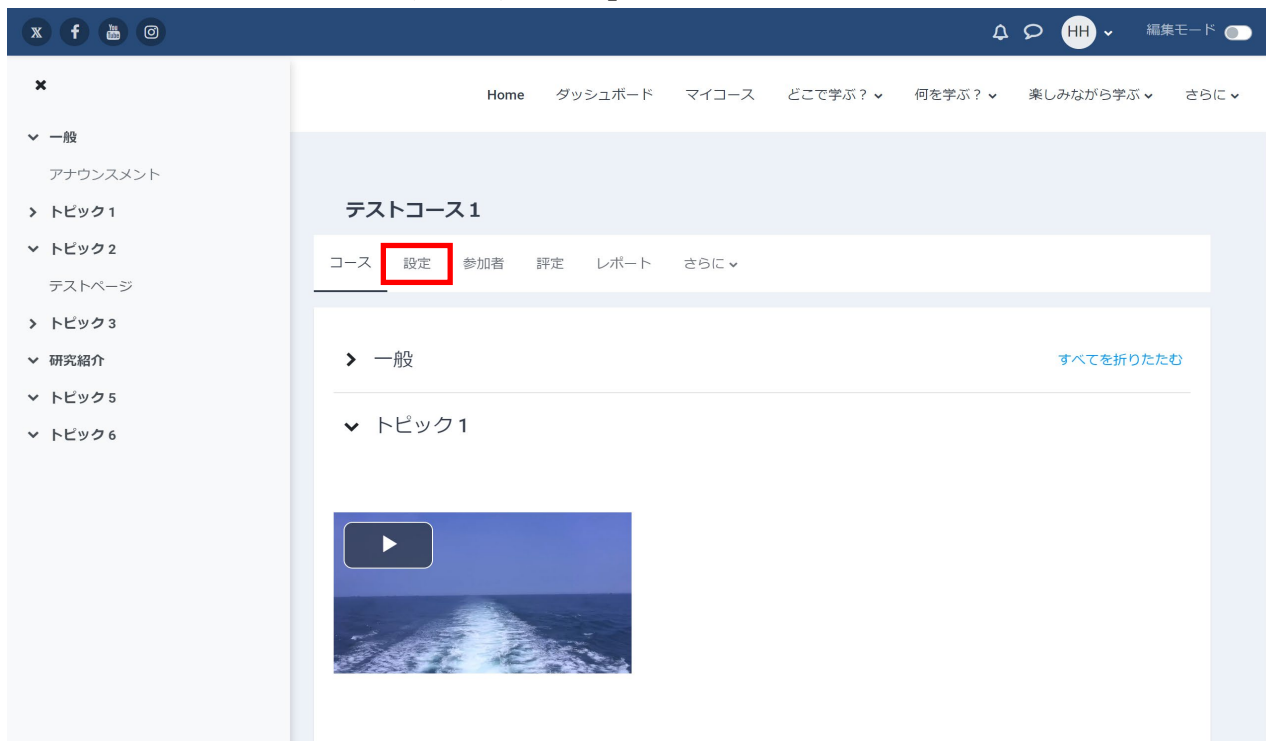 HH 編集モード
Home ダッシュボード マイコース どこで学ぶ？ 何を学ぶ？ 楽しみながら学ぶ さらに
一般
アナウンスメント
トピック 1
トピック 2
テストページ
トピック 3
研究紹介
トピック 5
トピック 6
テストコース 1
コース 設定 参加者 評定 レポート さらに
一般 すべてを折りたたむ
トピック 1